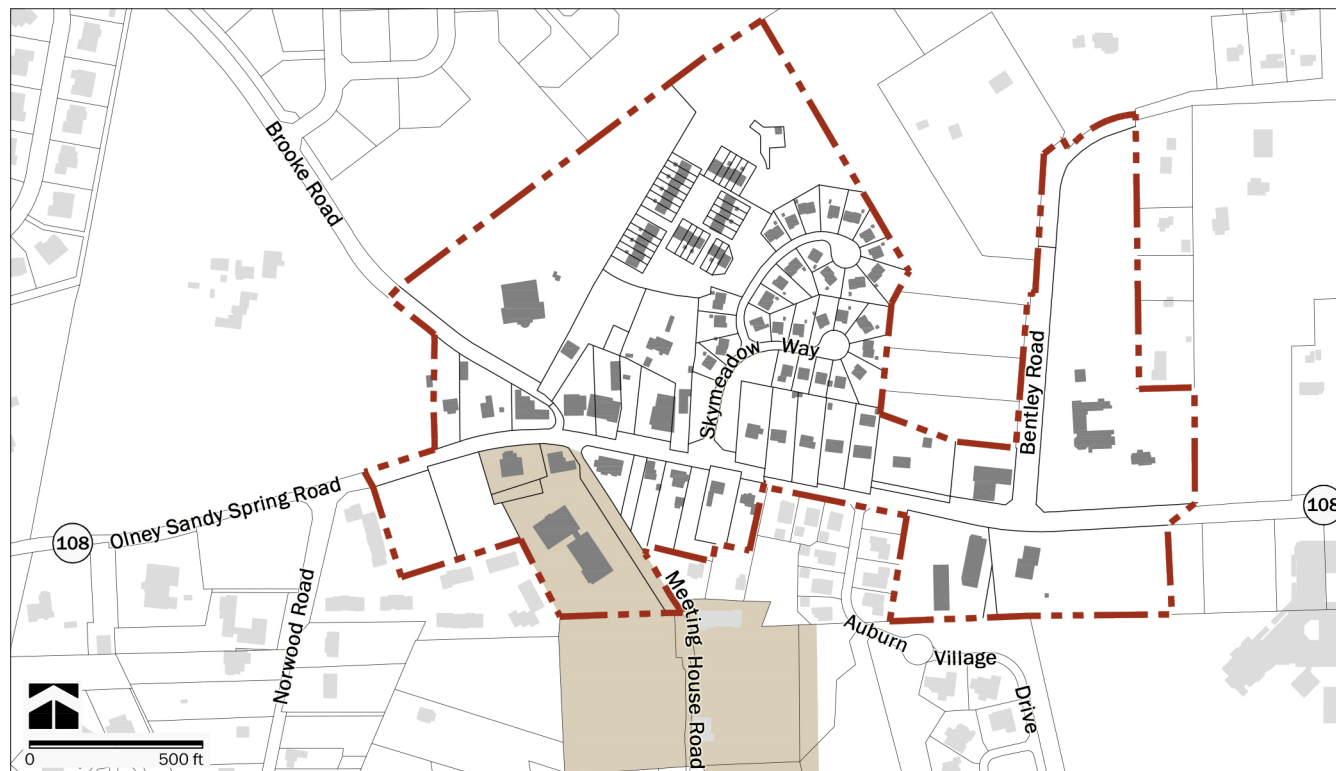 Brooke Road
Skymeadow Way
Bentley Road
108
Olney Sandy Spring Road
108
Norwood Road
Meeting House Road
Auburn Village Drive
0 500 ft